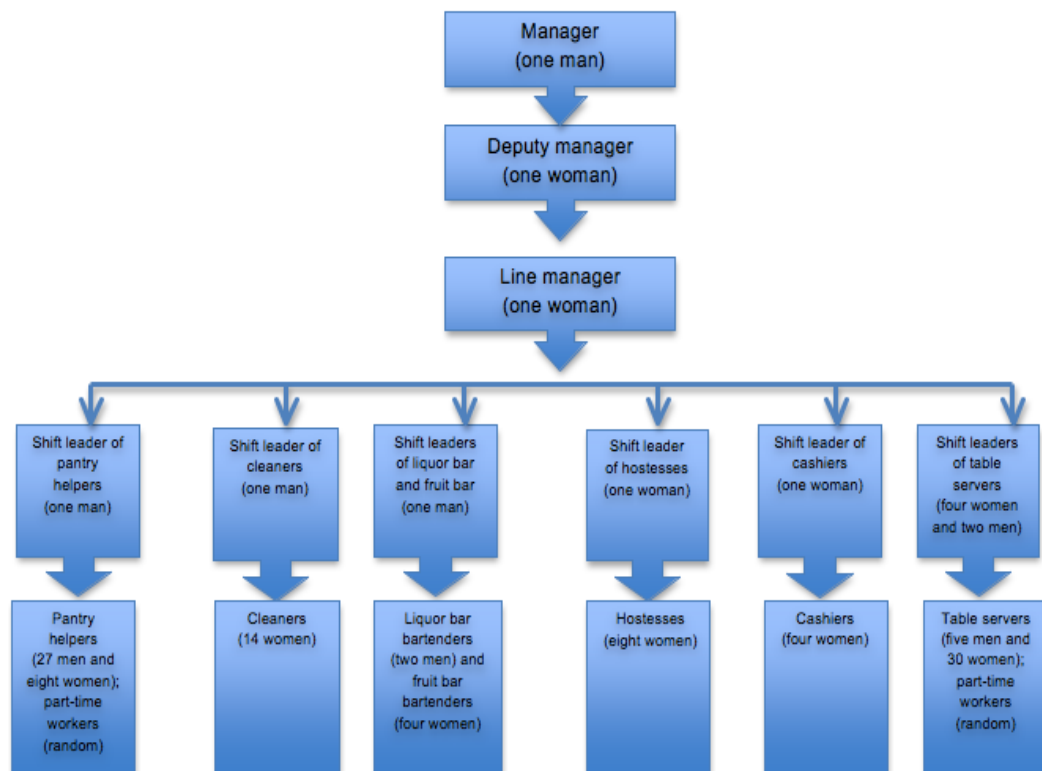 Manager
(one man)
Deputy manager
(one woman)
Line manager
(one woman)
Shift leader of
pantry
helpers
(one man)
Shift leader of
cleaners
(one man)
Shift leaders
of liquor bar
and fruit bar
(one man)
Shift leader
of hostesses
(one woman)
Shift leader of
cashiers
(one woman)
Shift leaders
of table
servers
(four women
and two men)
Pantry
helpers
(27 men and
eight women);
part-time
workers
(random)
Cleaners
(14 women)
Liquor bar
bartenders
(two men) and
fruit bar
bartenders
(four women)
Hostesses
(eight women)
Cashiers
(four women)
Table servers
(five men and
30 women);
part-time
workers
(random)